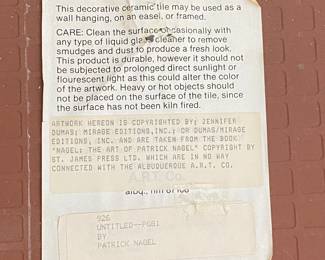 This decorative ceramic tile may be used as a
wall hanging, on an easel, or framed.
CARE: Clean the surface occasionally with
any type of liquid glass cleaner to remove
smudges and dust to produce a fresh look.
This product is durable, however it should not
be subjected to prolonged direct sunlight or
flourescent light as this could alter the color
of the artwork. Heavy or hot objects should
not be placed on the surface of the tile, since
the surface has not been kiln fired.
ARTWORK HEREON IS COPYRIGHTED BY: JENNIFER
DUMAS; MIRAGE EDITIONS, INC.; OR DUMAS/MIRAGE
EDITIONS, INC. AND ARE TAKEN FROM THE BOOK
"NAGEL: THE ART OF PATRICK NAGEL" COPYRIGHT BY
ST. JAMES PRESS LTD. WHICH ARE IN NO WAY
CONNECTED WITH THE ALBUQUERQUE A.R.T. CO.
A.R.T. Co.
albq., nm 87108
926
UNTITLED--PG81
BY
PATRICK NAGEL